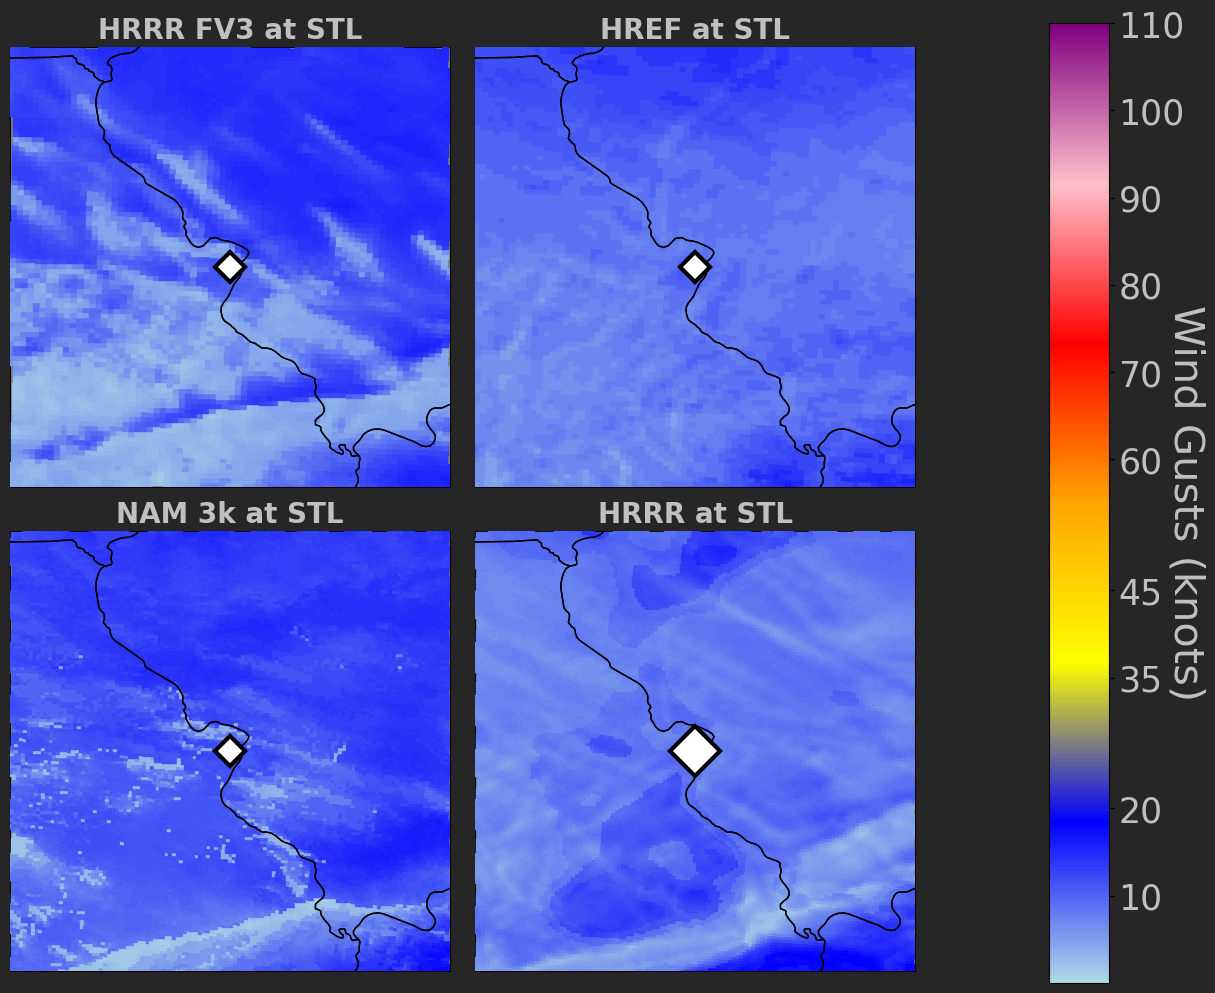 HRRR FV3 at STL
HREF at STL
NAM 3k at STL
HRRR at STL
110
100
90
80
70
60
45
35
20
10
Wind Gusts (knots)